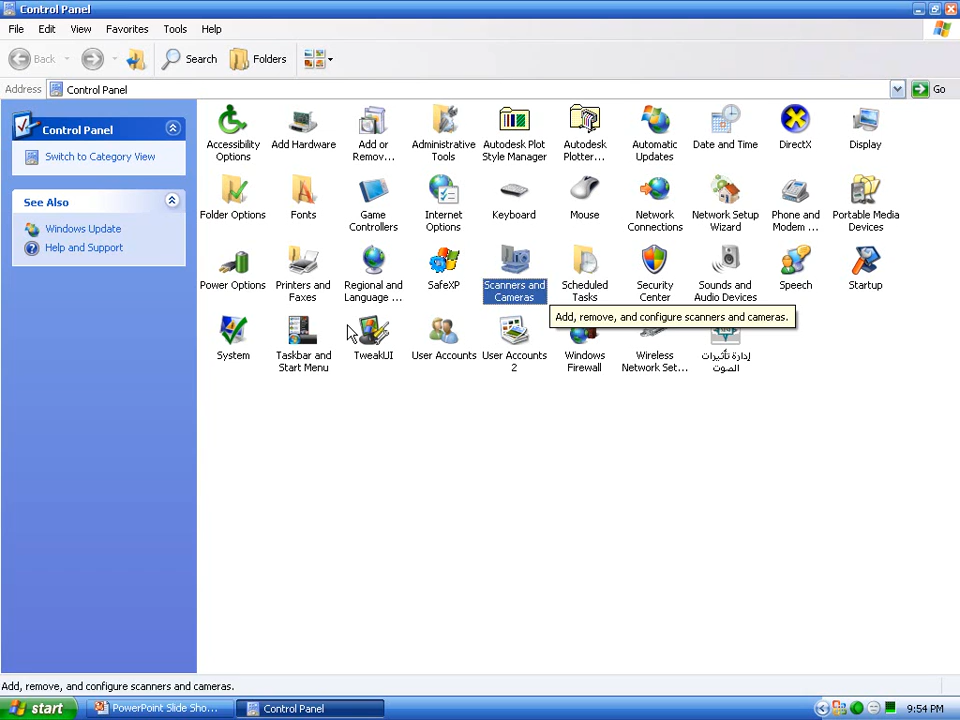 Control Panel
File Edit View Favorites Tools Help
Back Search Folders
Address Control Panel Go
Control Panel
Switch to Category View
See Also
Windows Update
Help and Support
Accessibility
Options
Add Hardware
Add or
Remov...
Administrative
Tools
Autodesk Plot
Style Manager
Autodesk
Plotter...
Automatic
Updates
Date and Time
DirectX
Display
Folder Options
Fonts
Game
Controllers
Internet
Options
Keyboard
Mouse
Network
Connections
Network Setup
Wizard
Phone and
Modem ...
Portable Media
Devices
Power Options
Printers and
Faxes
Regional and
Language ...
SafeXP
Scanners and
Cameras
Scheduled
Tasks
Security
Center
Sounds and
Audio Devices
Speech
Startup
Add, remove, and configure scanners and cameras.
System
Taskbar and
Start Menu
TweakUI
User Accounts
User Accounts
2
Windows
Firewall
Wireless
Network Set...
إدارة تأثيرات
الصوت
Add, remove, and configure scanners and cameras.
start PowerPoint Slide Sho... Control Panel 9:54 PM